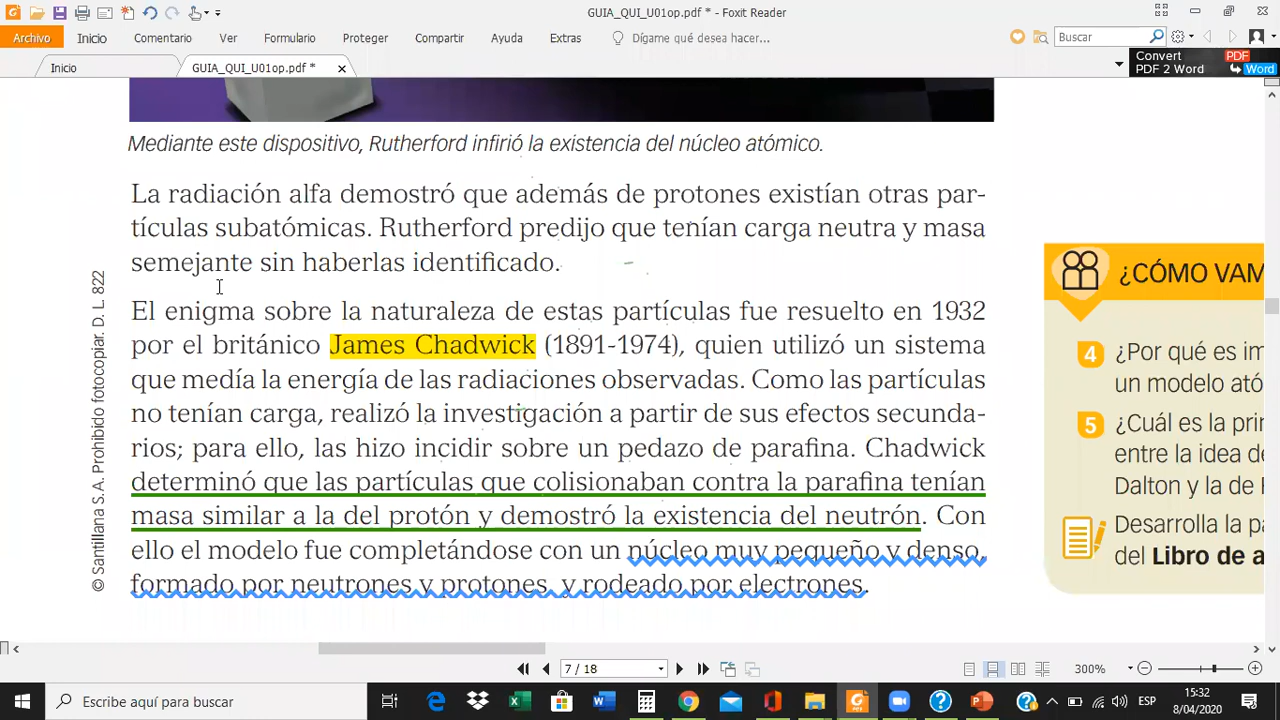 GUIA_QUI_U01op.pdf * - Foxit Reader
Archivo Inicio Comentario Ver Formulario Proteger Compartir Ayuda Extras Dígame qué desea hacer... Buscar
Inicio GUIA_QUI_U01op.pdf *
Convert PDF
PDF 2 Word Word
Mediante este dispositivo, Rutherford infirió la existencia del núcleo atómico.
La radiación alfa demostró que además de protones existían otras par-
tículas subatómicas. Rutherford predijo que tenían carga neutra y masa
semejante sin haberlas identificado.
El enigma sobre la naturaleza de estas partículas fue resuelto en 1932
por el británico James Chadwick (1891-1974), quien utilizó un sistema
que medía la energía de las radiaciones observadas. Como las partículas
no tenían carga, realizó la investigación a partir de sus efectos secunda-
rios; para ello, las hizo incidir sobre un pedazo de parafina. Chadwick
determinó que las partículas que colisionaban contra la parafina tenían
masa similar a la del protón y demostró la existencia del neutrón. Con
ello el modelo fue completándose con un núcleo muy pequeño y denso,
formado por neutrones y protones, y rodeado por electrones.
© Santillana S.A. Prohibido fotocopiar. D. L. 822
¿CÓMO VAM
4 ¿Por qué es im
un modelo ató
5 ¿Cuál es la pri
entre la idea de
Dalton y la de
Desarrolla la pa
del Libro de a
7 / 18
300%
Escribe aquí para buscar
ESP
15:32
8/04/2020